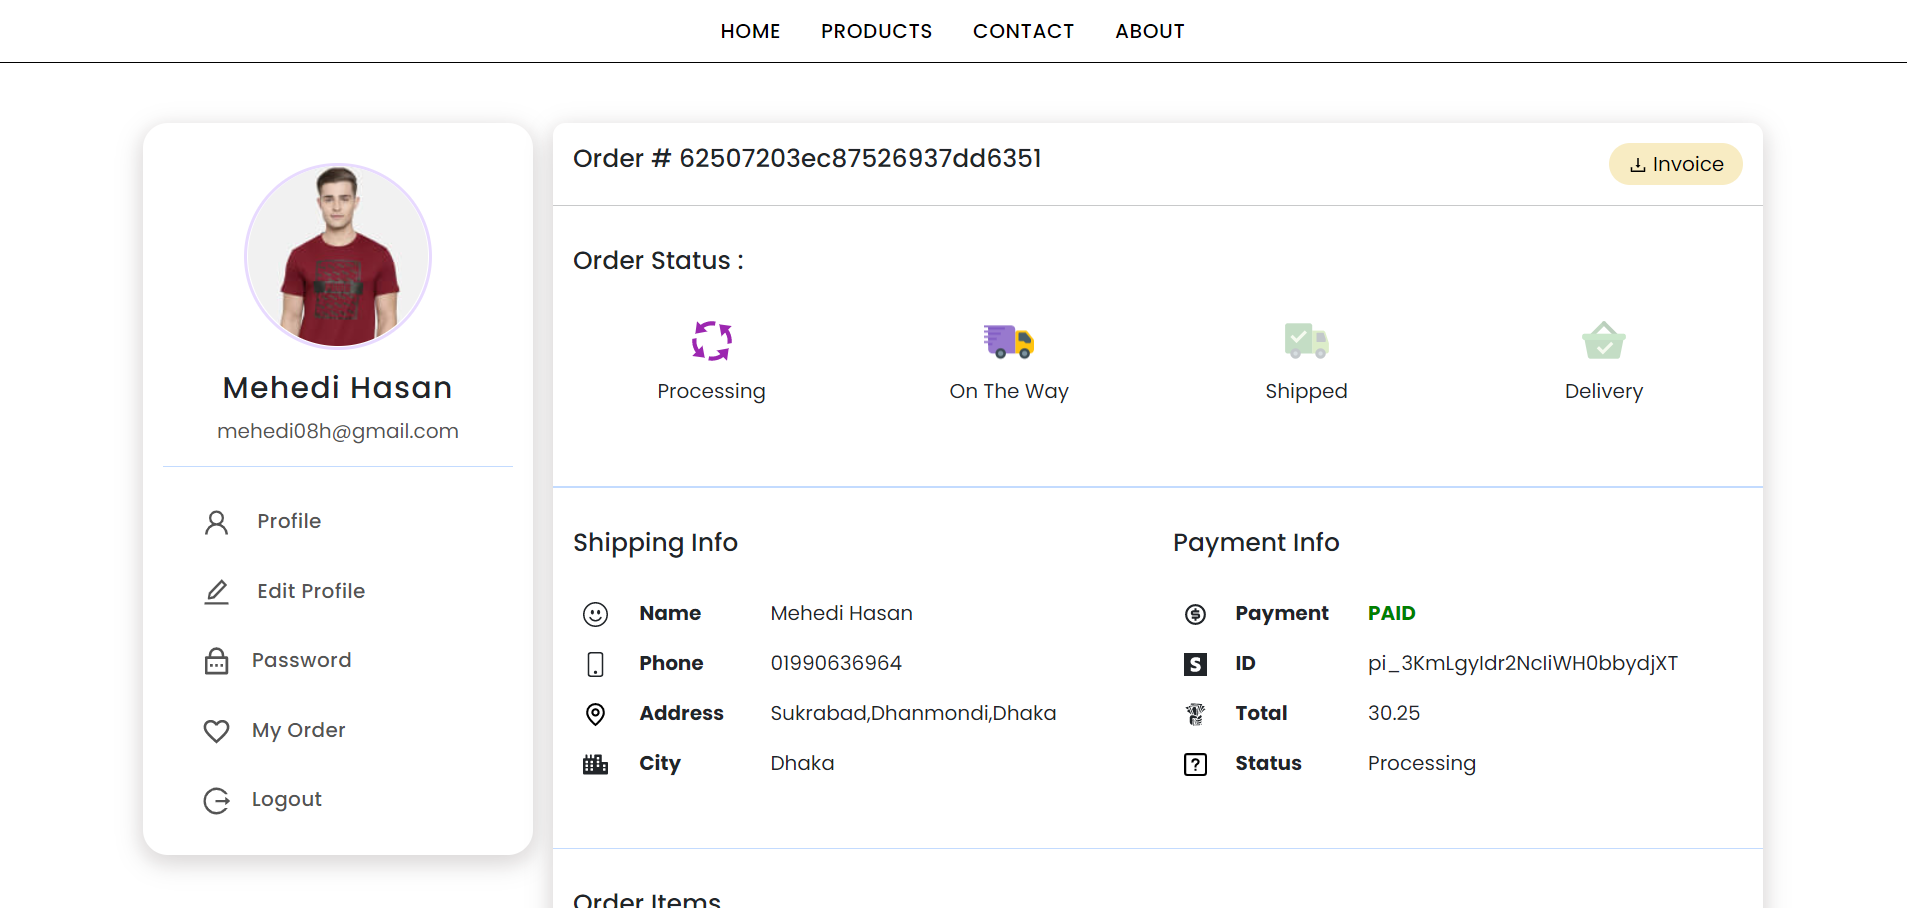 HOME PRODUCTS CONTACT ABOUT
Mehedi Hasan
mehedi08h@gmail.com
Profile
Edit Profile
Password
My Order
Logout
Order # 62507203ec87526937dd6351
Invoice
Order Status :
Processing On The Way Shipped Delivery
Shipping Info
Name Mehedi Hasan
Phone 01990636964
Address Sukrabad,Dhanmondi,Dhaka
City Dhaka
Payment Info
Payment PAID
ID pi_3KmLgyIdr2NcIiWH0bbydjXT
Total 30.25
Status Processing
Order Items